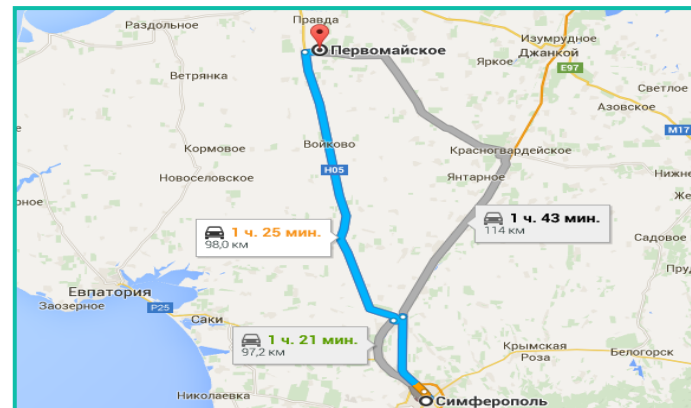 Раздольное
Правда
Первомайское
Изумрудное
Джанкой
Яркое
E97
Ветрянка
Светлое
Азовское
M17
Войково
Кормовое
Красногвардейское
H05
Янтарное
Новоселовское
1 ч. 25 мин.
98,0 км
1 ч. 43 мин.
114 км
Садовое
Евпатория
Заозерное
P25
Саки
1 ч. 21 мин.
97,2 км
Крымская
Роза
Белогорск
Николаевка
Симферополь